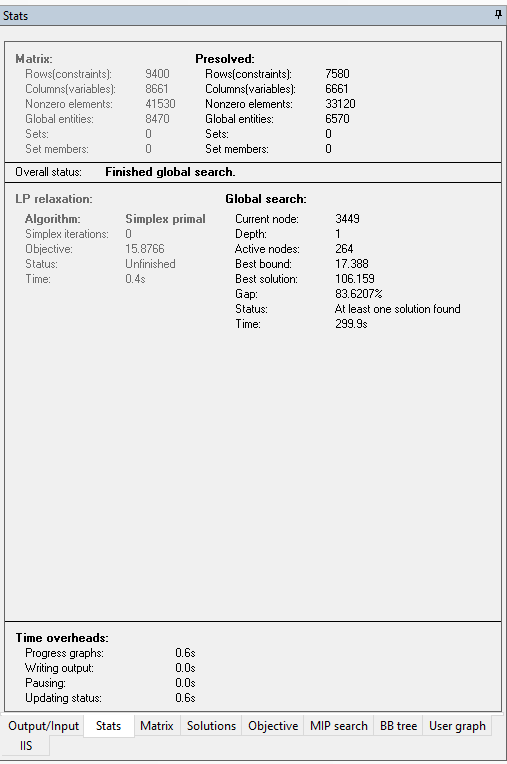 Stats
Matrix: Presolved:
Rows(constraints): 9400 Rows(constraints): 7580
Columns(variables): 8661 Columns(variables): 6661
Nonzero elements: 41530 Nonzero elements: 33120
Global entities: 8470 Global entities: 6570
Sets: 0 Sets: 0
Set members: 0 Set members: 0
Overall status: Finished global search.
LP relaxation: Global search:
Algorithm: Simplex primal Current node: 3449
Simplex iterations: 0 Depth: 1
Objective: 15.8766 Active nodes: 264
Status: Unfinished Best bound: 17.388
Time: 0.4s Best solution: 106.159
Gap: 83.6207%
Status: At least one solution found
Time: 299.9s
Time overheads:
Progress graphs: 0.6s
Writing output: 0.0s
Pausing: 0.0s
Updating status: 0.6s
Output/Input Stats Matrix Solutions Objective MIP search BB tree User graph
IIS